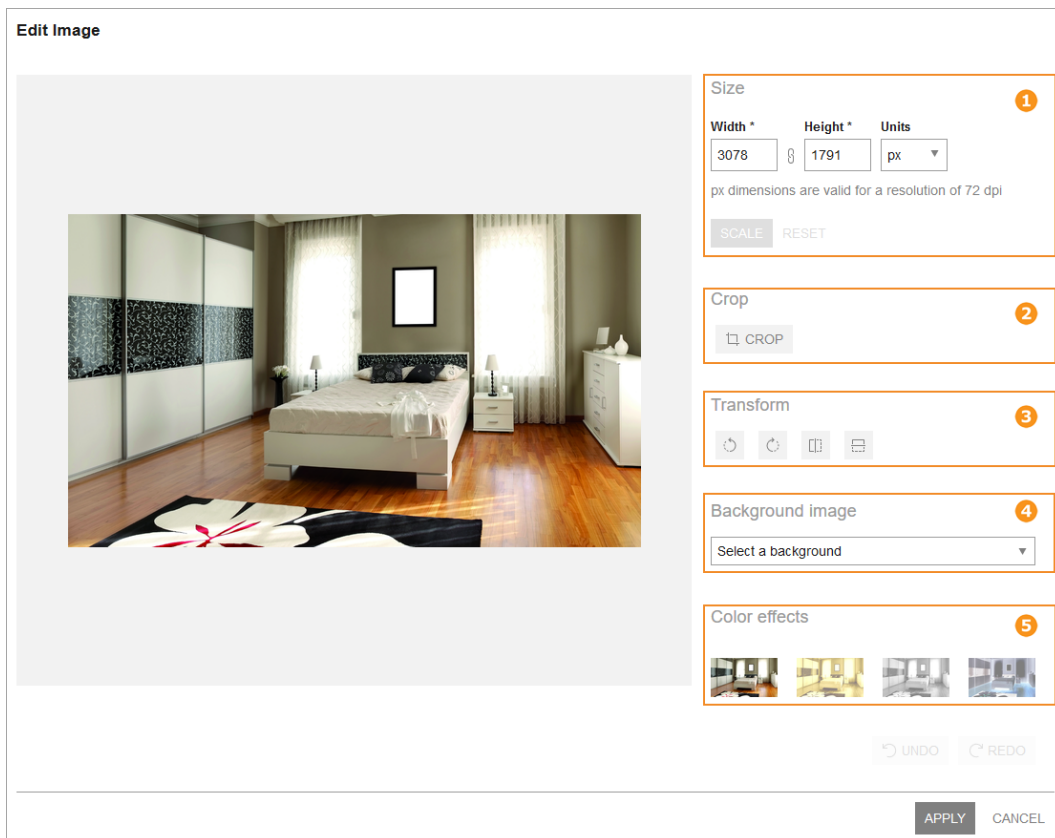 Edit Image
Size
1
Width * Height * Units
3078 1791 px
px dimensions are valid for a resolution of 72 dpi
SCALE RESET
Crop
2
CROP
Transform
3
Background image
4
Select a background
Color effects
5
UNDO REDO
APPLY CANCEL